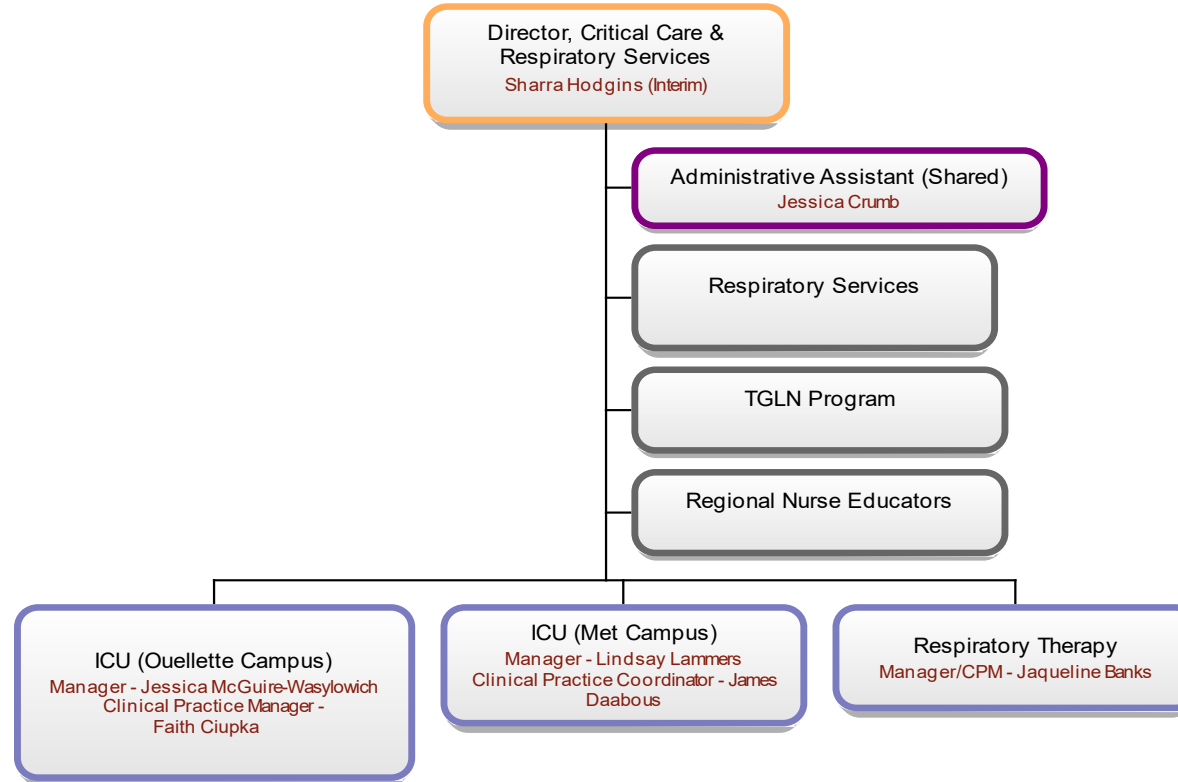 Director, Critical Care &
Respiratory Services
Sharra Hodgins (Interim)
Administrative Assistant (Shared)
Jessica Crumb
Respiratory Services
TGLN Program
Regional Nurse Educators
ICU (Ouellette Campus)
Manager - Jessica McGuire-Wasylowich
Clinical Practice Manager -
Faith Ciupka
ICU (Met Campus)
Manager - Lindsay Lammers
Clinical Practice Coordinator - James
Daabous
Respiratory Therapy
Manager/CPM - Jaqueline Banks